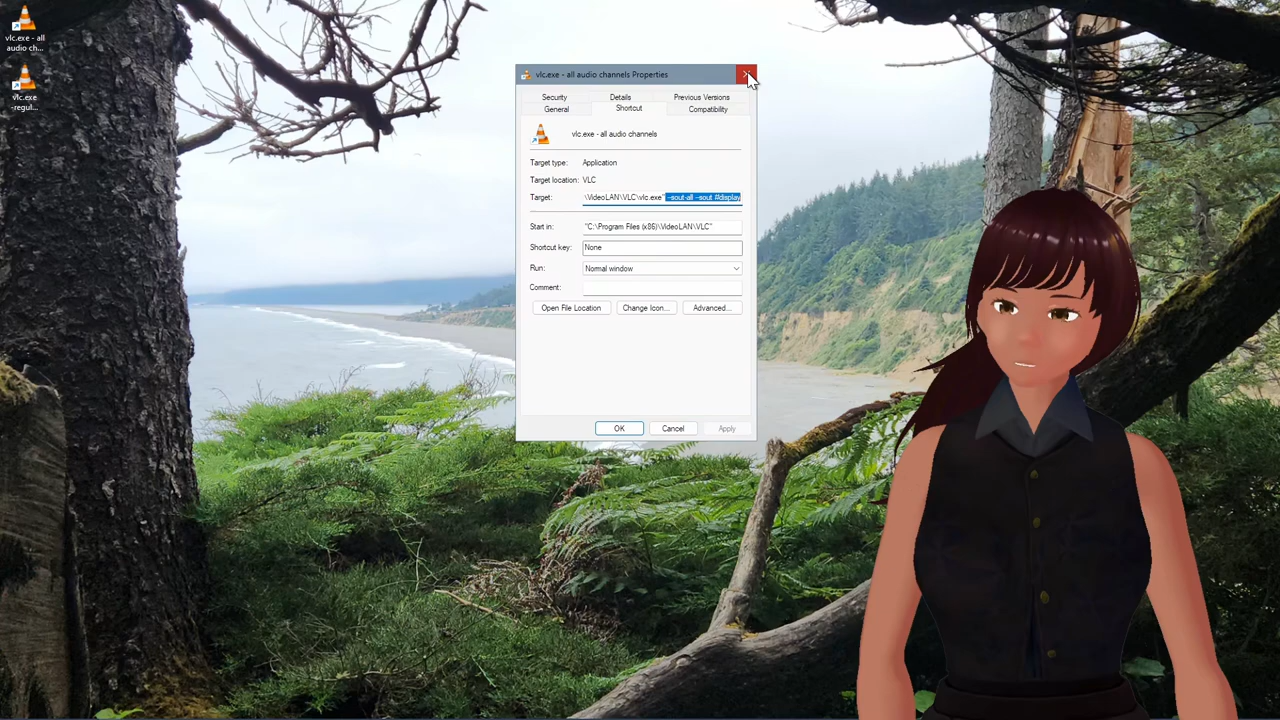 vlc.exe - all
audio ch...
vlc.exe
-regul...
vlc.exe - all audio channels Properties
Security
Details
Previous Versions
General
Shortcut
Compatibility
vlc.exe - all audio channels
Target type: Application
Target location: VLC
Target: \VideoLAN\VLC\vlc.exe" --sout-all --sout #display
Start in: "C:\Program Files (x86)\VideoLAN\VLC"
Shortcut key: None
Run: Normal window
Comment:
Open File Location
Change Icon...
Advanced...
OK
Cancel
Apply